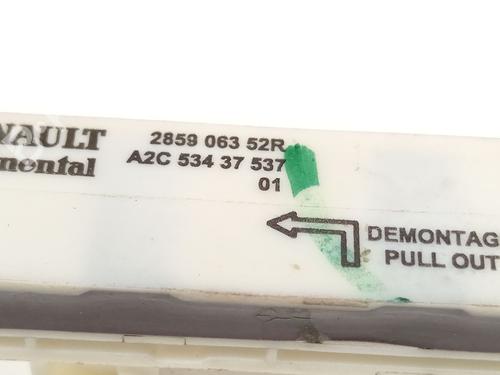 NAULT
nental
2859 063 52R
A2C 534 37 537
01
DEMONTAG
PULL OUT